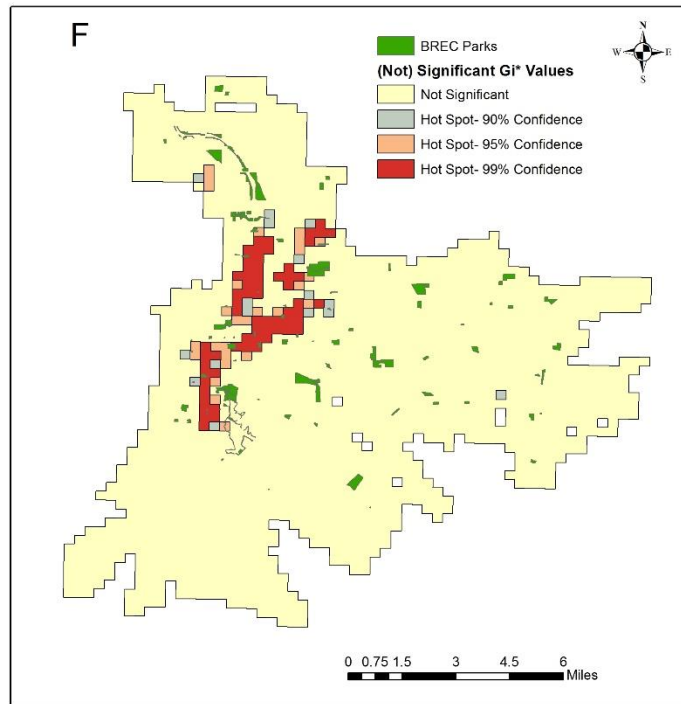 F
BREC Parks
(Not) Significant Gi* Values
Not Significant
Hot Spot- 90% Confidence
Hot Spot- 95% Confidence
Hot Spot- 99% Confidence
N
W E
S
0 0.75 1.5 3 4.5 6
Miles